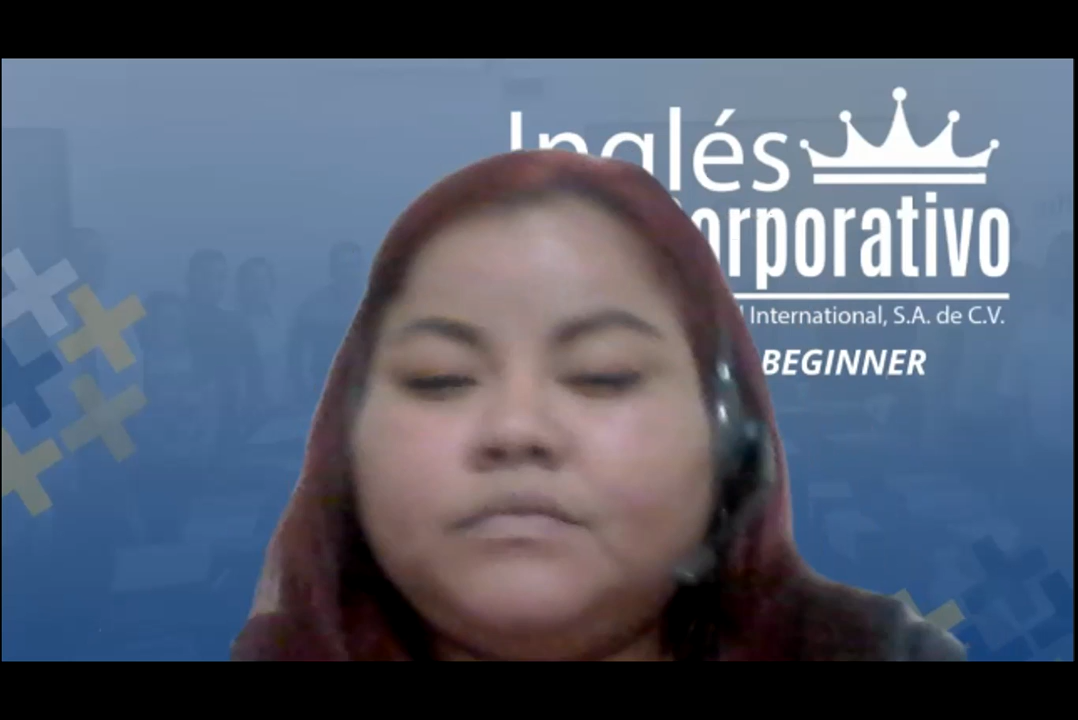 Inglés
Corporativo
International, S.A. de C.V.
BEGINNER